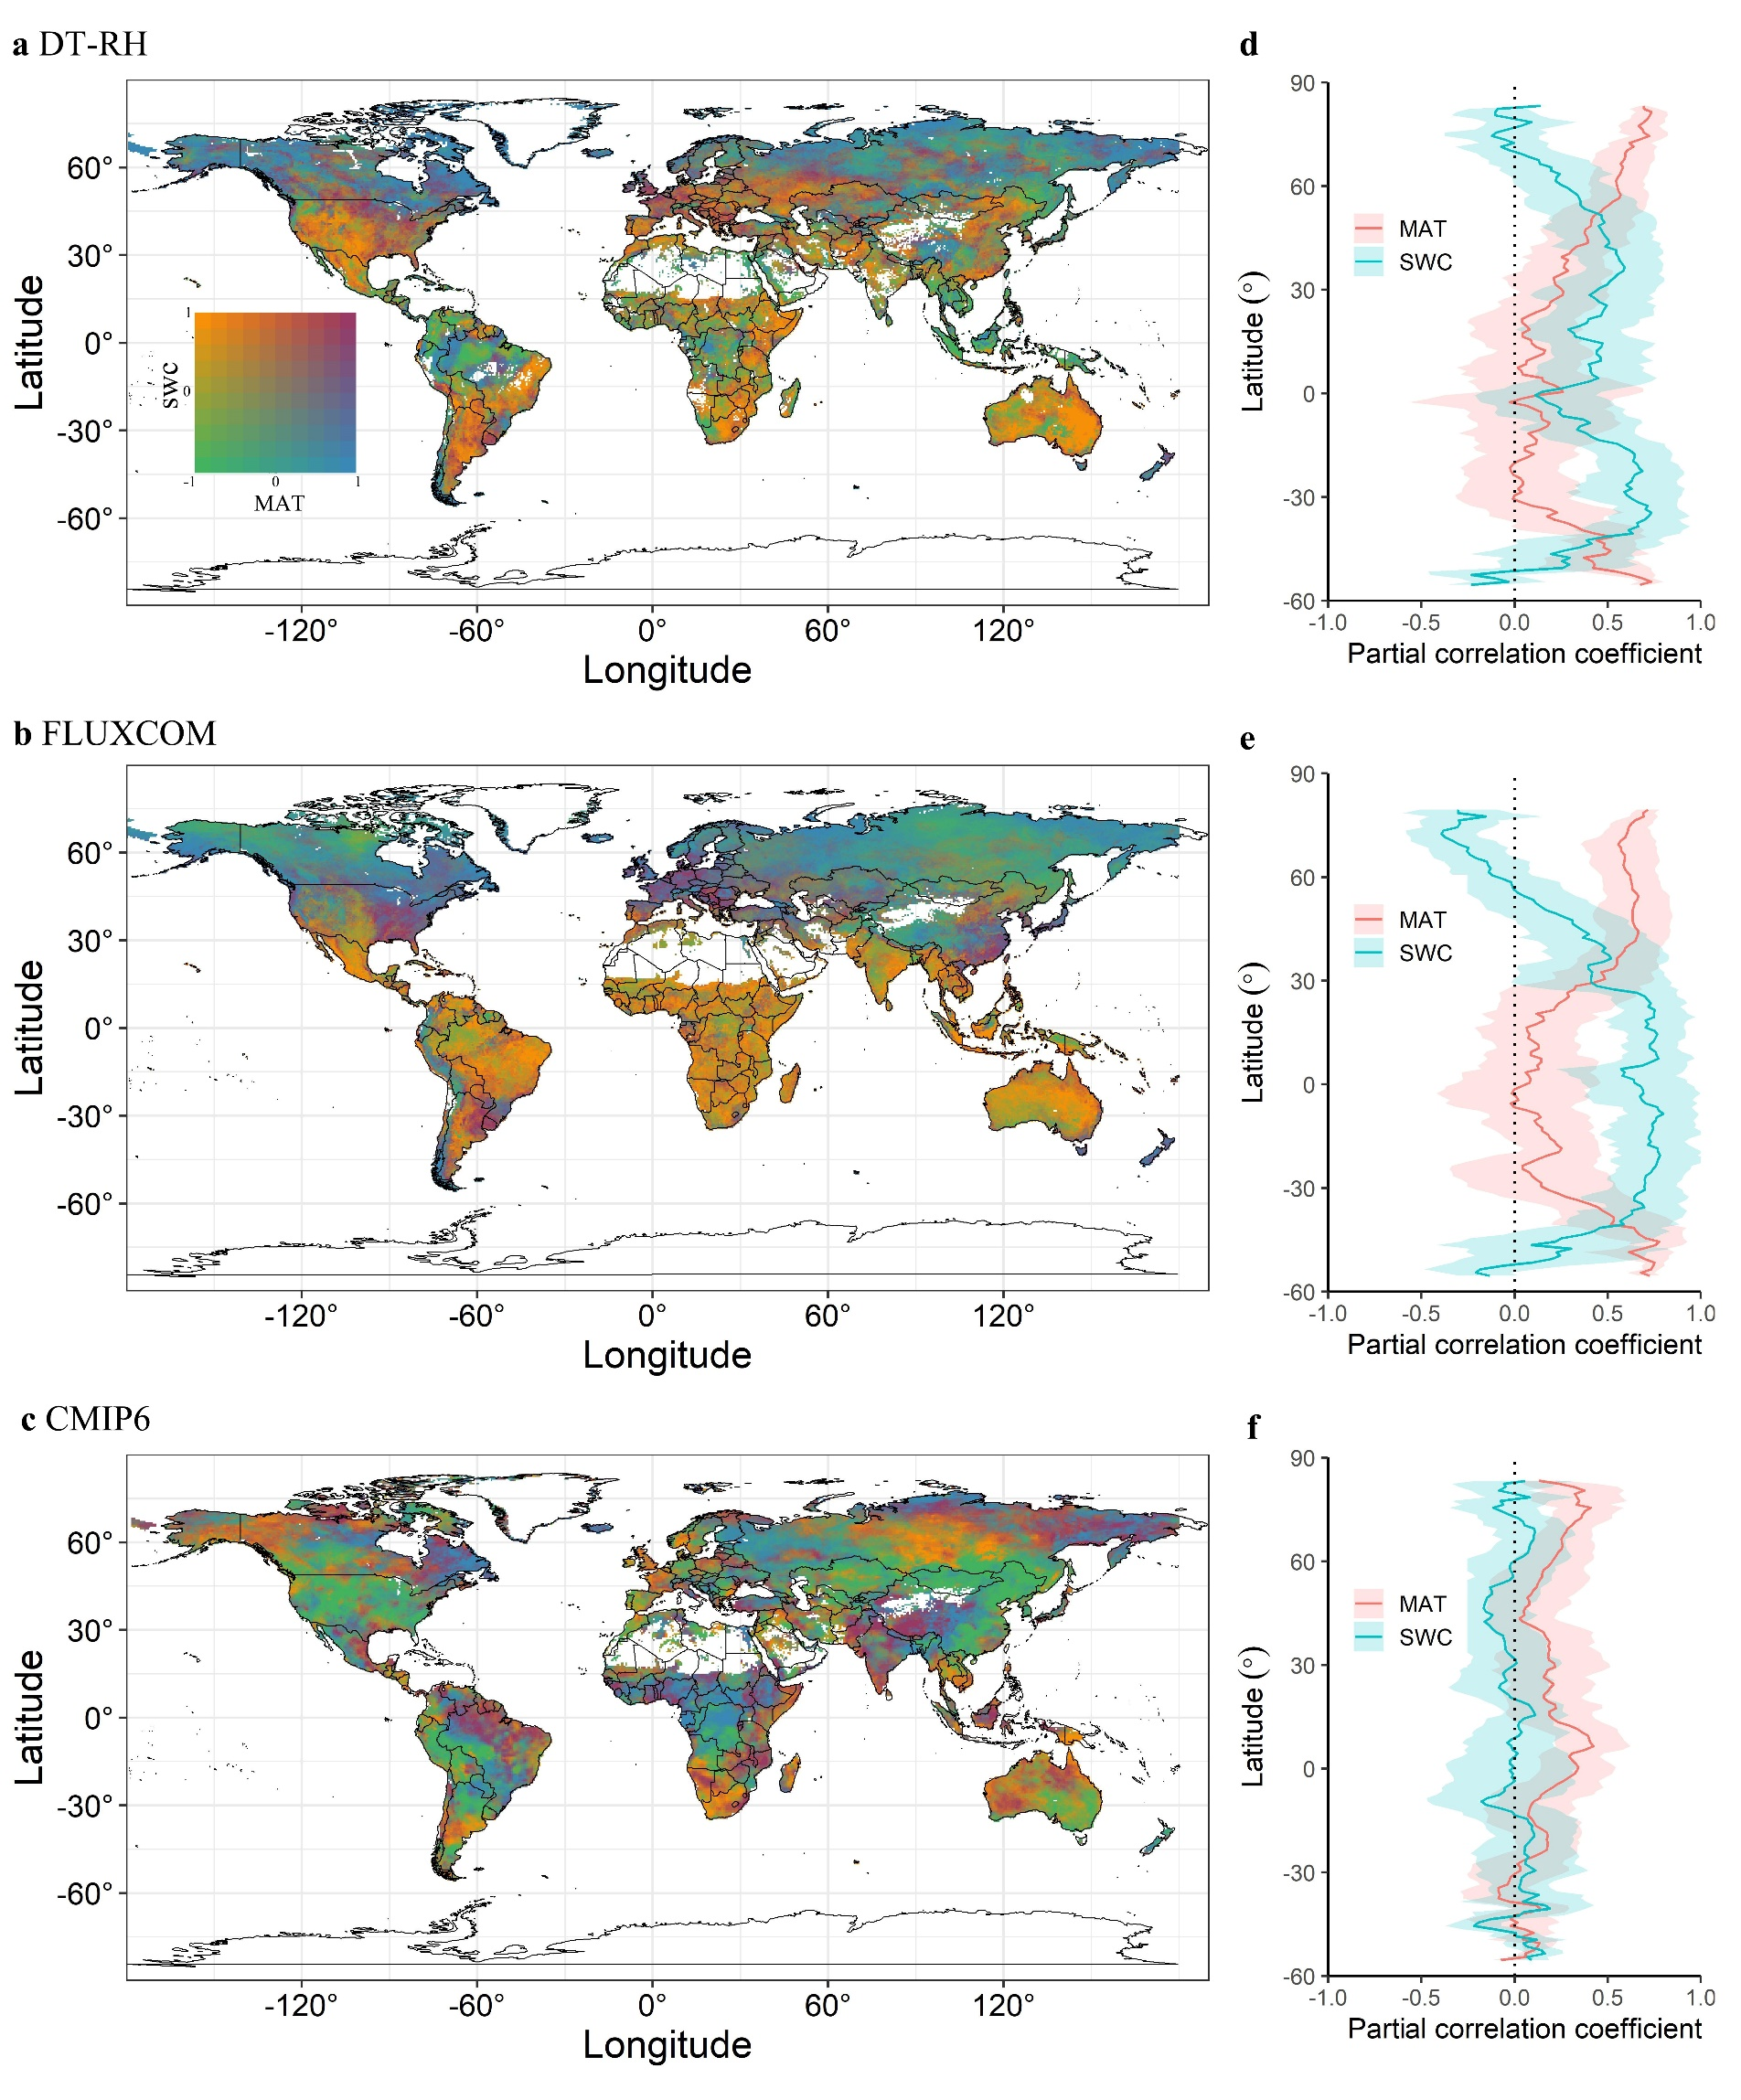 a DT-RH
60°
30°
0°
-30°
-60°
Latitude
1
0
-1
0
1
SWC
MAT
-120°
-60°
0°
60°
120°
Longitude
d
90
60
30
0
-30
-60
Latitude (°)
MAT
SWC
-1.0
-0.5
0.0
0.5
1.0
Partial correlation coefficient
b FLUXCOM
60°
30°
0°
-30°
-60°
Latitude
-120°
-60°
0°
60°
120°
Longitude
e
90
60
30
0
-30
-60
Latitude (°)
MAT
SWC
-1.0
-0.5
0.0
0.5
1.0
Partial correlation coefficient
c CMIP6
60°
30°
0°
-30°
-60°
Latitude
-120°
-60°
0°
60°
120°
Longitude
f
90
60
30
0
-30
-60
Latitude (°)
MAT
SWC
-1.0
-0.5
0.0
0.5
1.0
Partial correlation coefficient